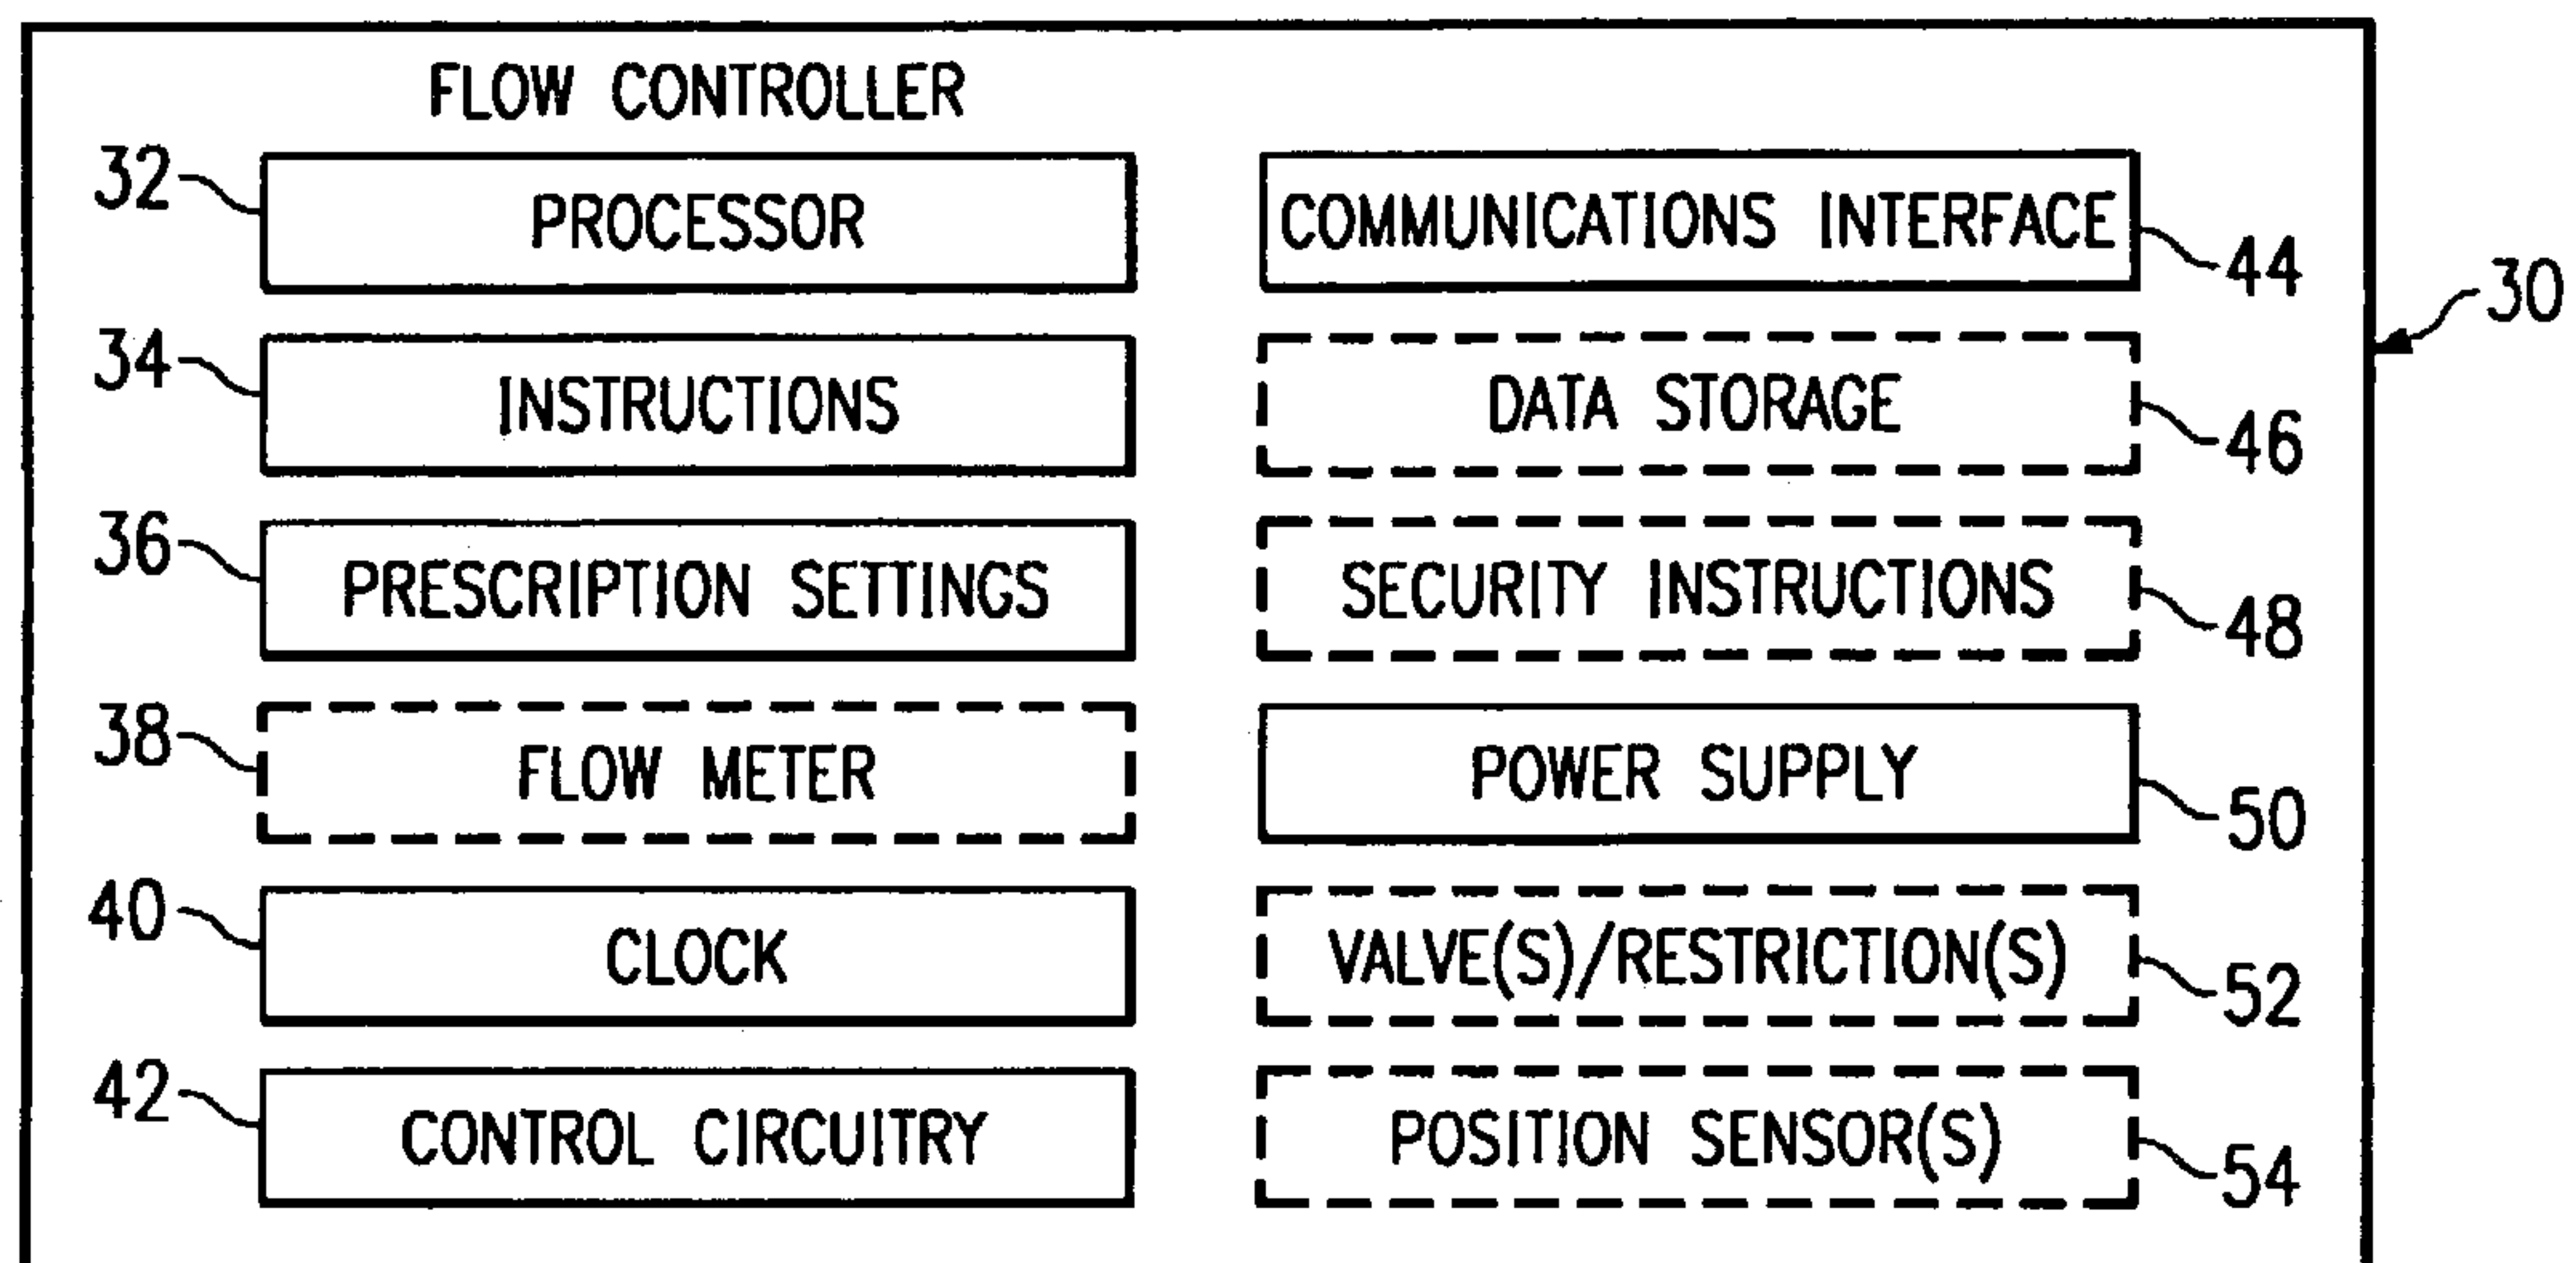 FLOW CONTROLLER
32
PROCESSOR
34
INSTRUCTIONS
36
PRESCRIPTION SETTINGS
38
FLOW METER
40
CLOCK
42
CONTROL CIRCUITRY
COMMUNICATIONS INTERFACE
44
DATA STORAGE
46
SECURITY INSTRUCTIONS
48
POWER SUPPLY
50
VALVE(S)/RESTRICTION(S)
52
POSITION SENSOR(S)
54
30